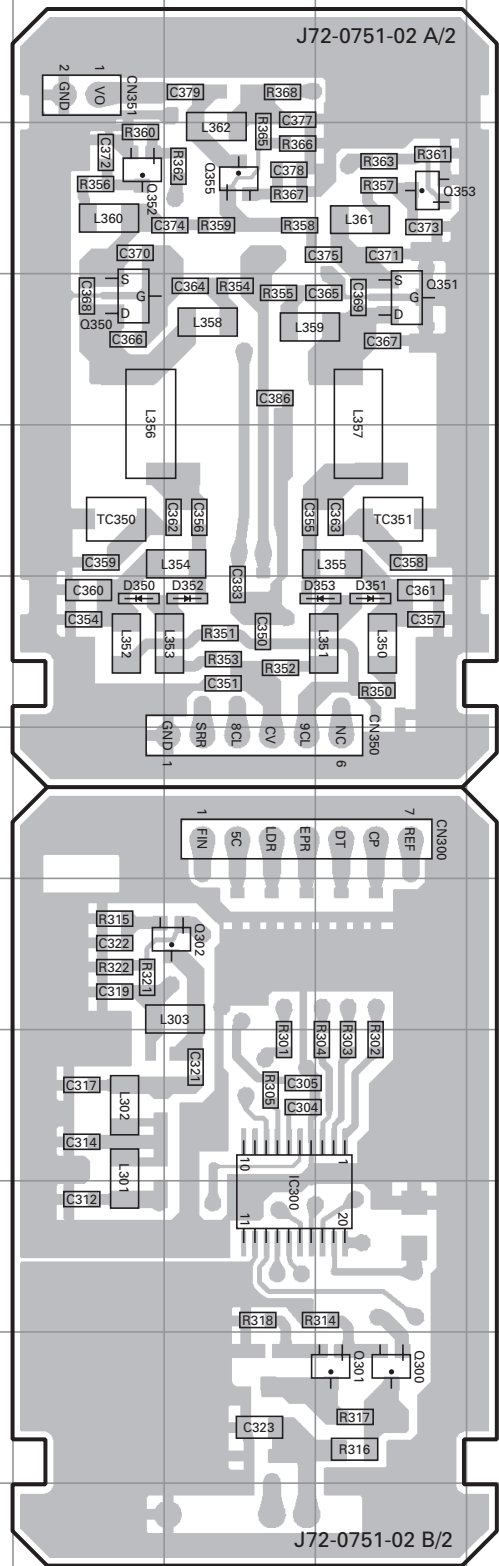 J72-0751-02 A/2
2 1 CN351
GND VO
C379 R368
L362 R365 C377
R360 R366
C372 R362 Q355 C378 R363 R361
R356 Q352 R367 R357 Q353
L360 C374 R359 R358 L361 C373
C370 C375 C371
C368 S G D Q350 C364 R354 R355 C365 C369 S G D Q351
L358 L359
C366 C367
L356 C386 L357
TC350 C362 C356 C355 C363 TC351
C359 L354 L355 C358
C360 D350 D352 C383 D353 D351 C361
C354 L352 L353 R351 C350 L351 L350 C357
R353 R352
C351 R350
GND SRR 8CL CV 9CL NC CN350
1 6
1 7 CN300
FIN 5C LDR EPR DT CP REF
R315
C322 Q302
R322 R321
C319
L303
R301 R304 R303 R302
C321
C317 L302 R305 C305
C304
C314
10 1
L301 IC300
C312
11 20
R318 R314
Q301 Q300
R317
C323
R316
J72-0751-02 B/2